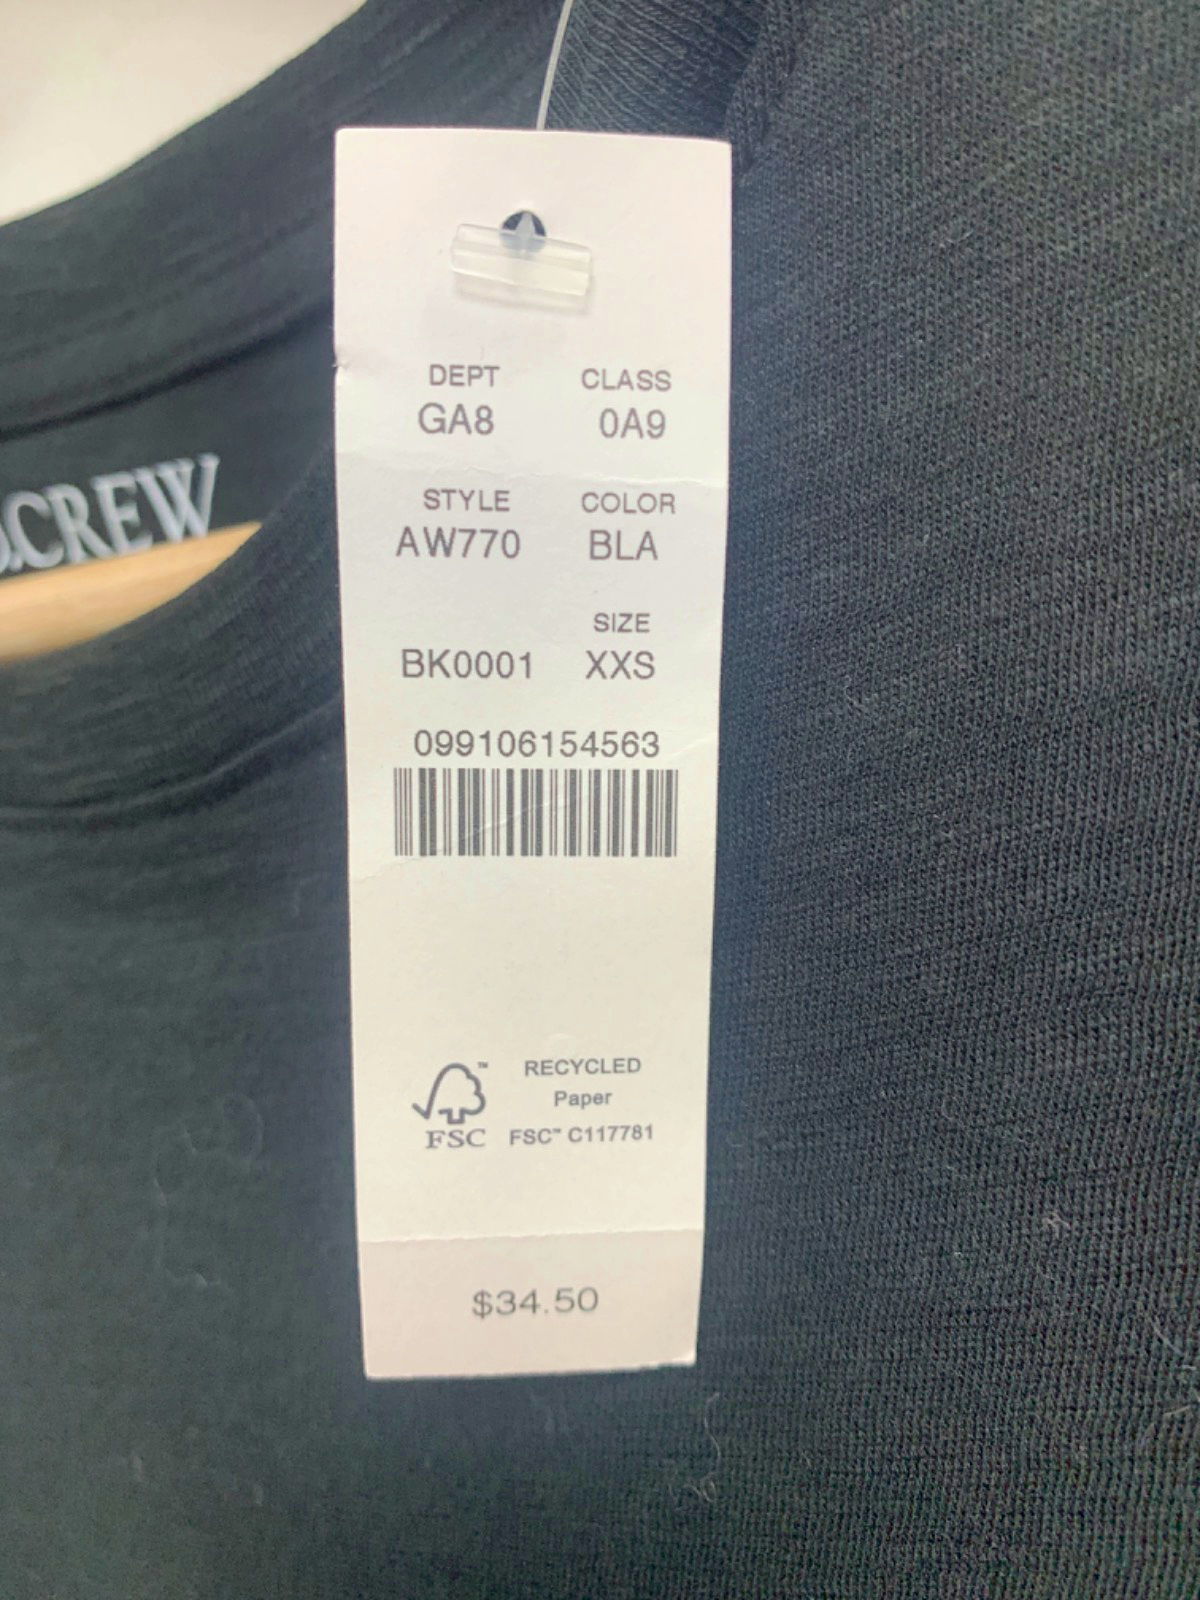 J.CREW
DEPT CLASS
GA8 0A9
STYLE COLOR
AW770 BLA
SIZE
BK0001 XXS
099106154563
RECYCLED
Paper
FSC™ FSC™ C117781
$34.50